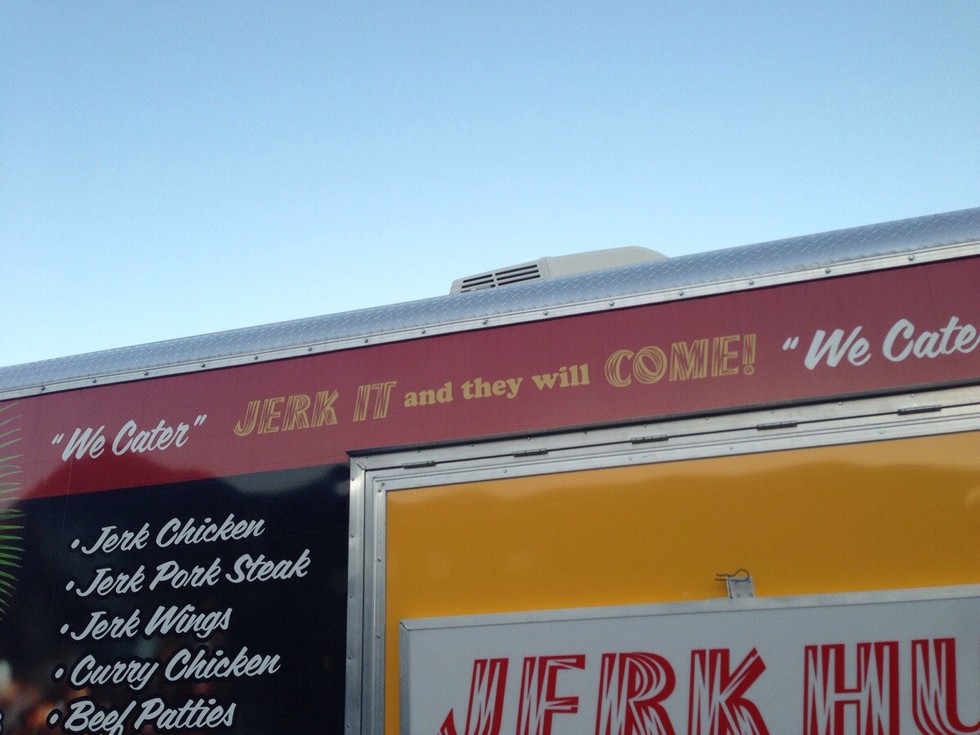 "We Cater" JERK IT and they will COME! "We Cate
• Jerk Chicken
• Jerk Pork Steak
• Jerk Wings
• Curry Chicken
• Beef Patties
JERK HU